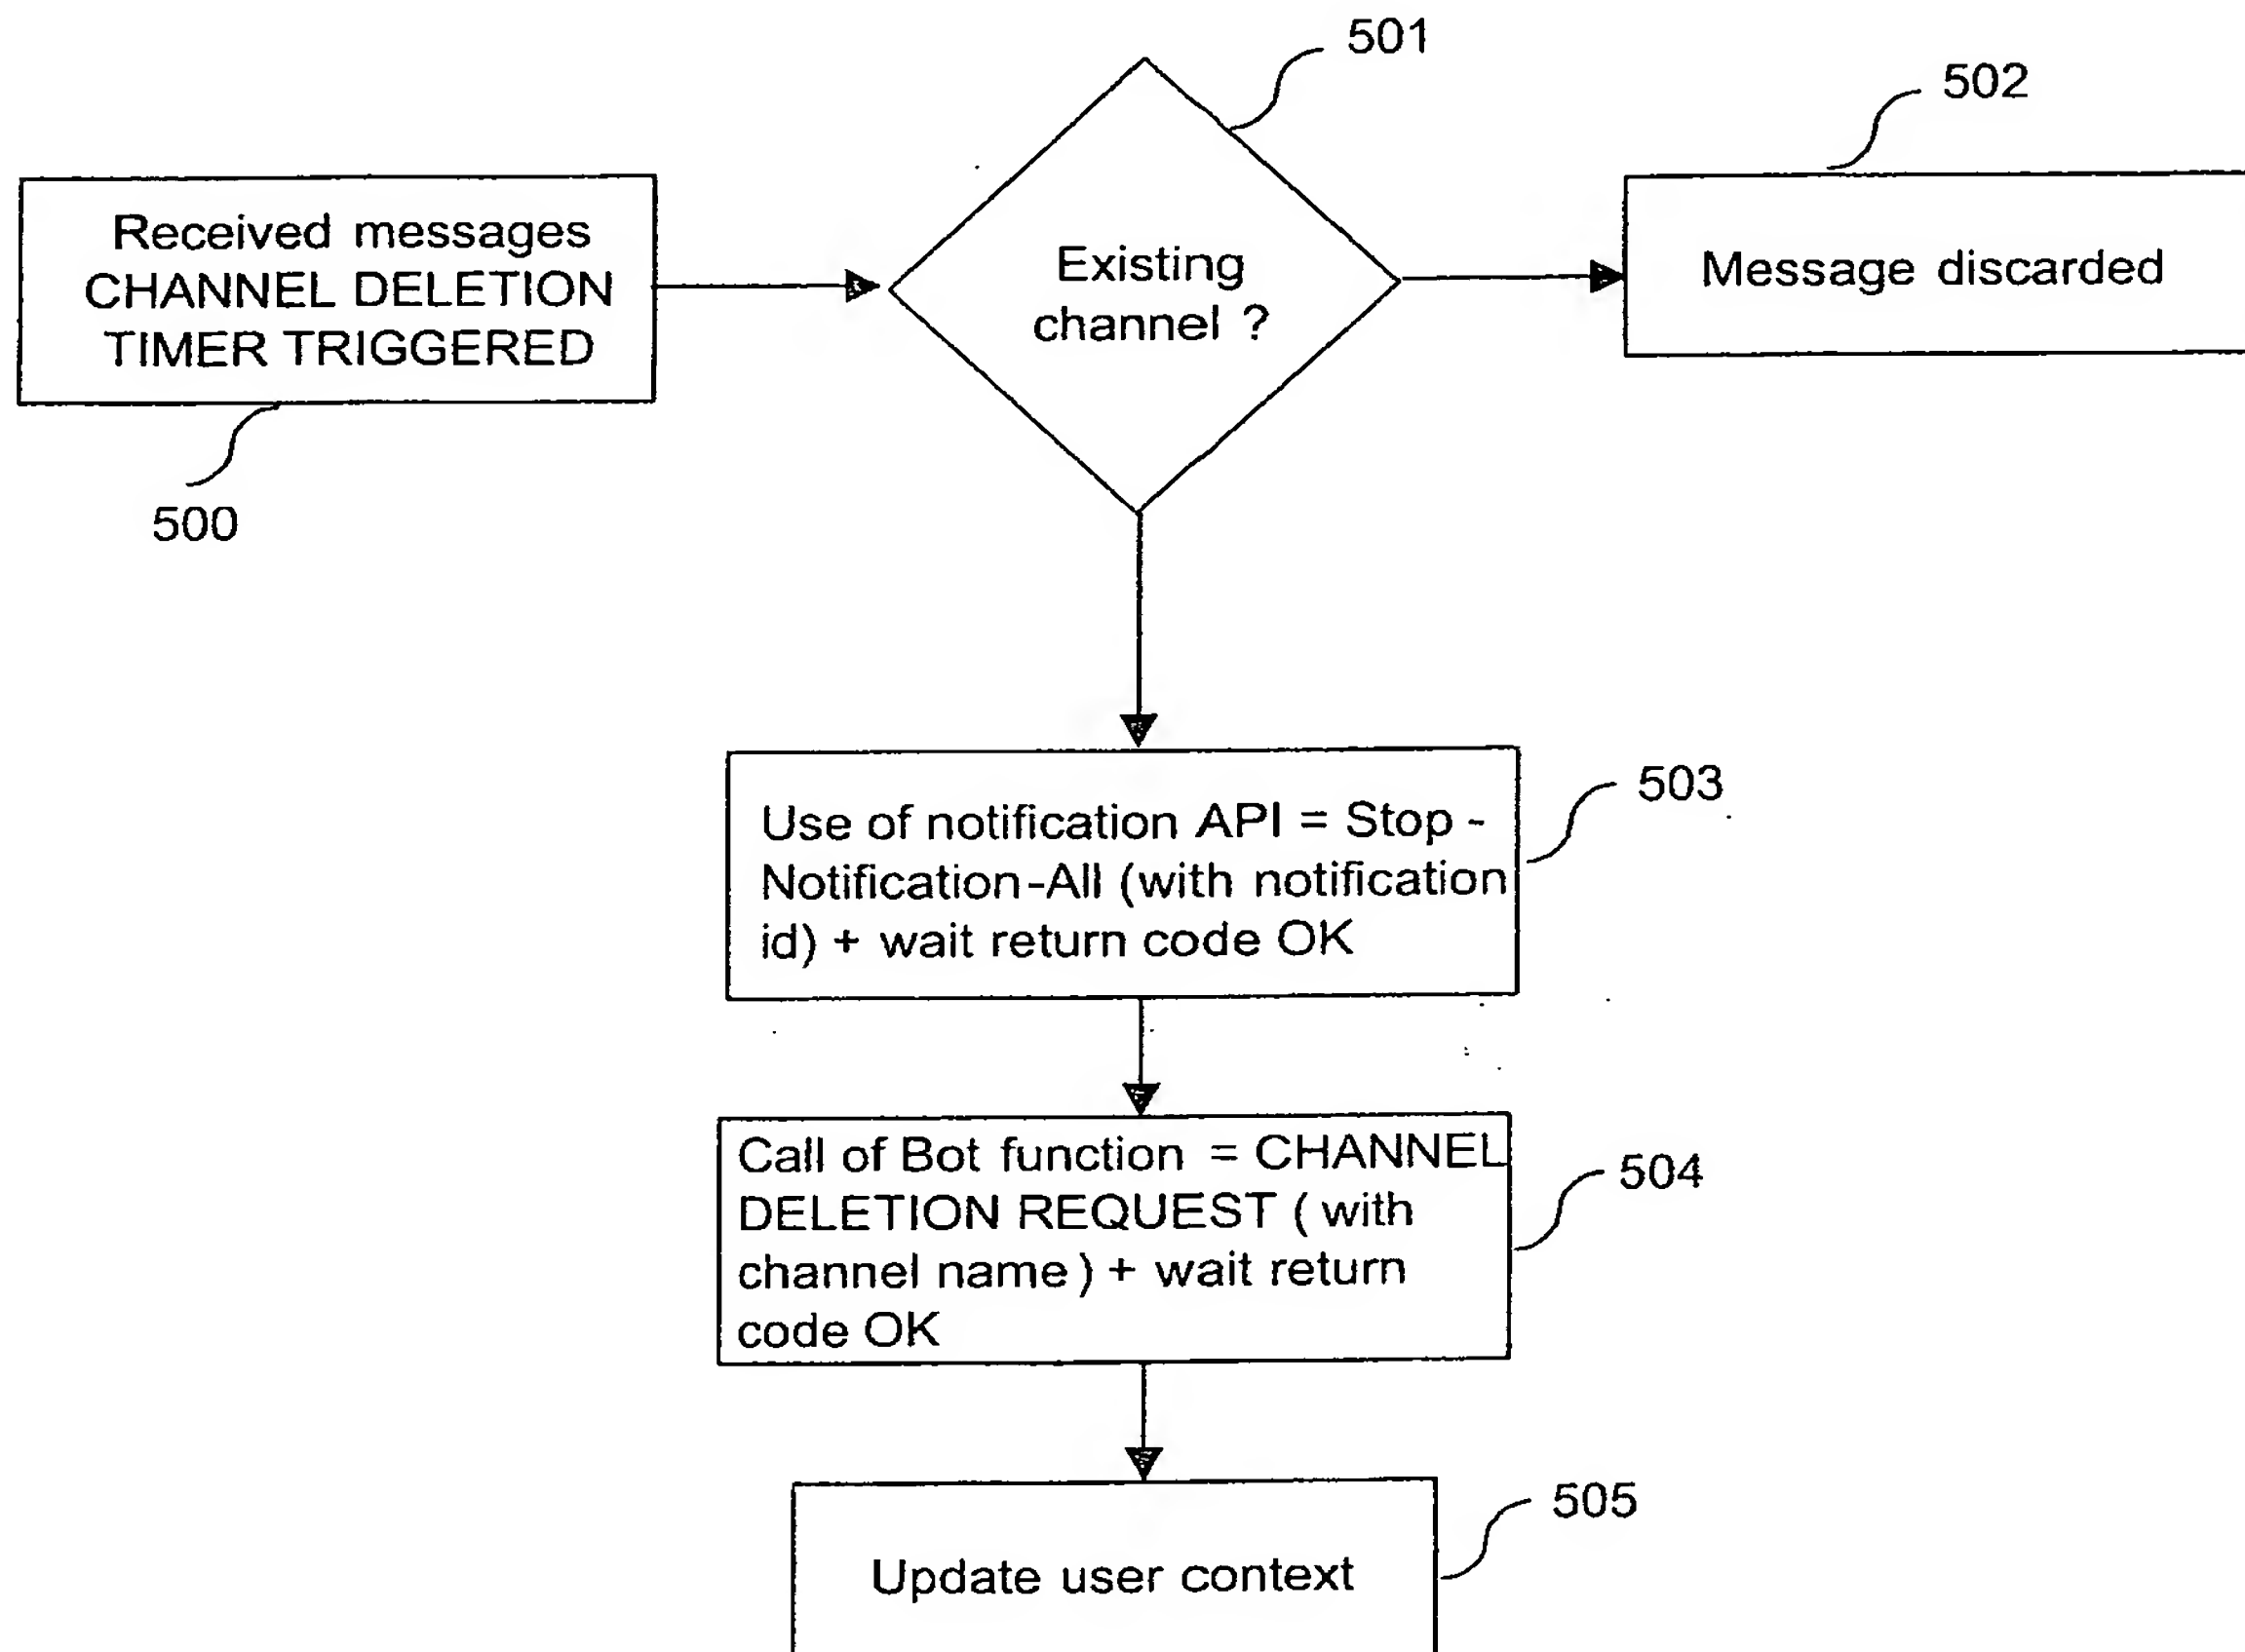 501
502
Received messages
CHANNEL DELETION
TIMER TRIGGERED
Existing
channel ?
Message discarded
500
503
Use of notification API = Stop -
Notification-All (with notification
id) + wait return code OK
504
Call of Bot function = CHANNEL
DELETION REQUEST ( with
channel name ) + wait return
code OK
505
Update user context